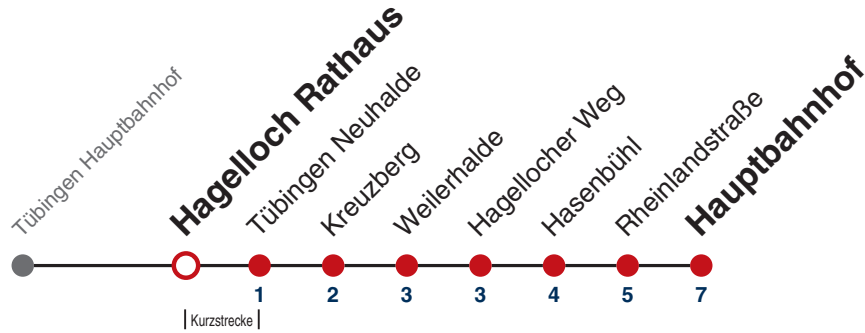 Tübingen Hauptbahnhof
Hagelloch Rathaus
Tübingen Neuhalde
Kreuzberg
Weilerhalde
Hagellocher Weg
Hasenbühl
Rheinlandstraße
Hauptbahnhof
1 2 3 3 4 5 7
Kurzstrecke